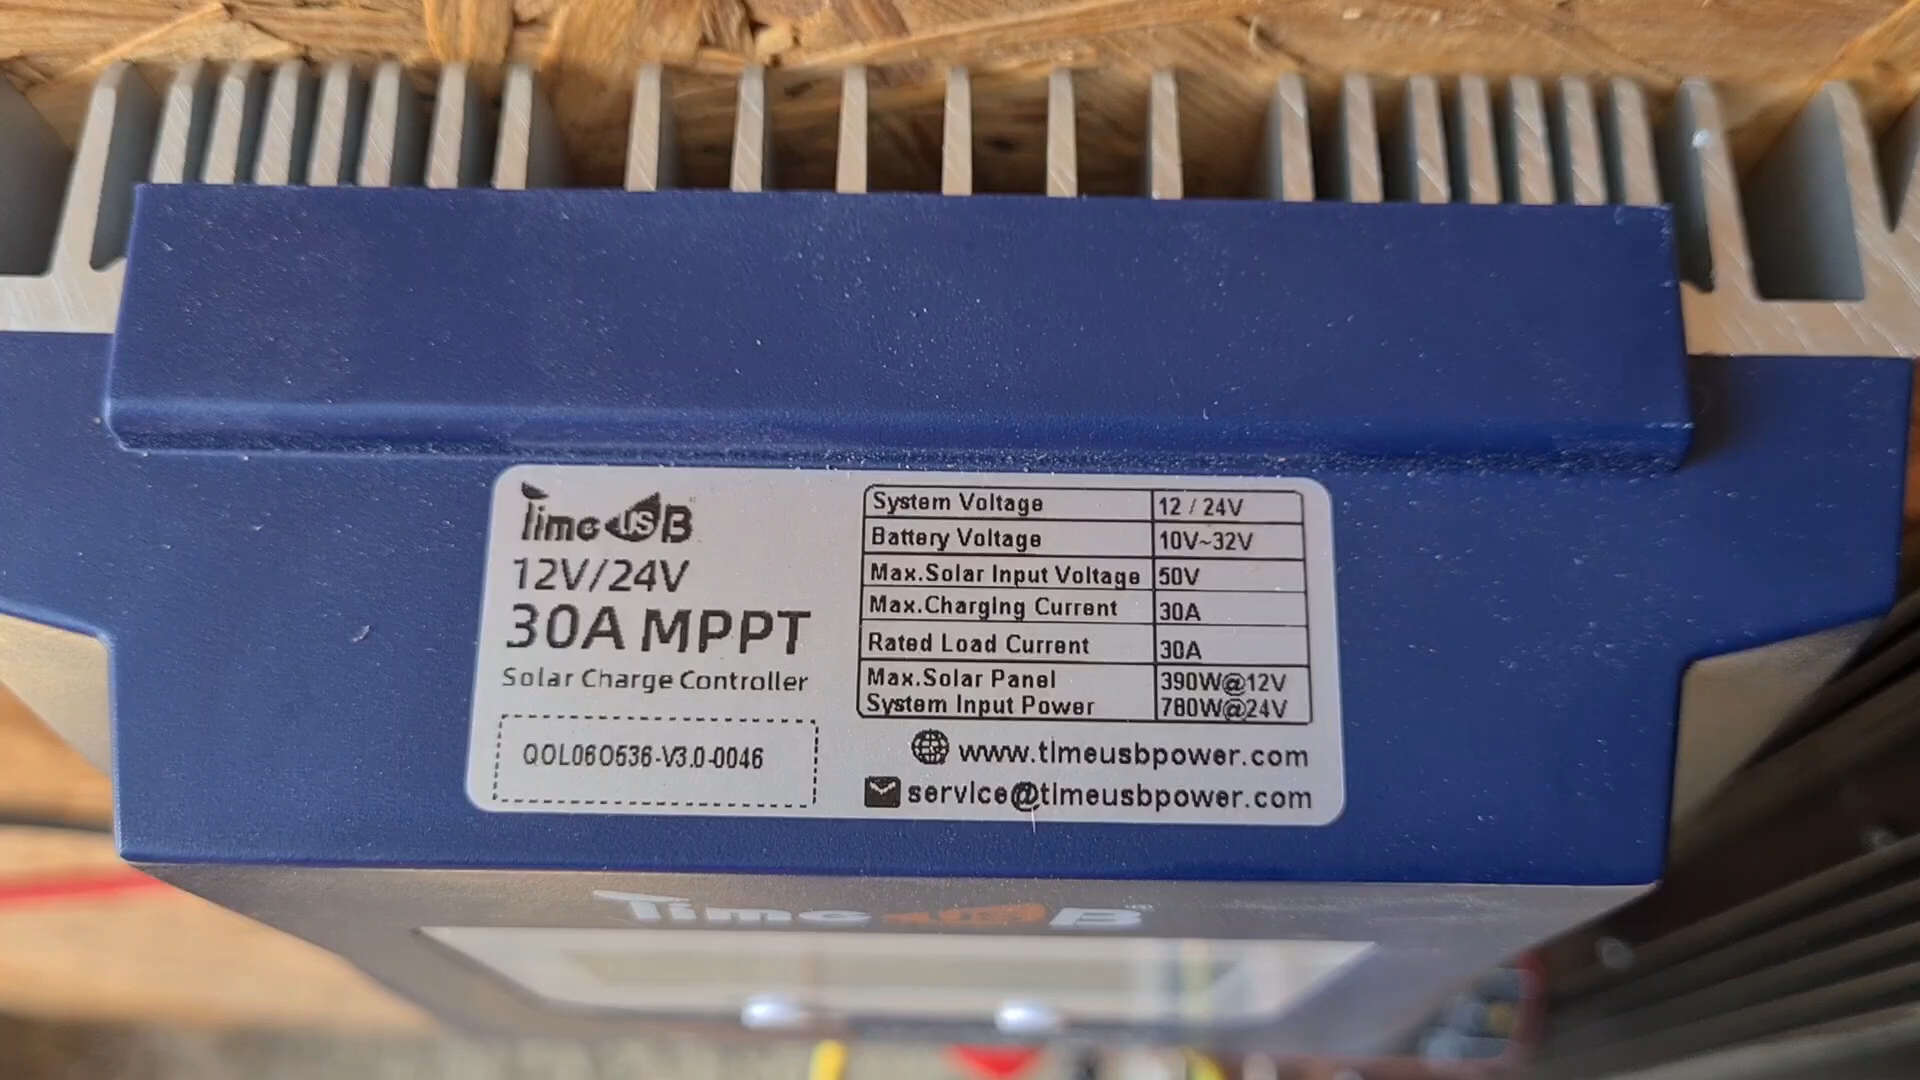 Time USB
12V/24V
30A MPPT
Solar Charge Controller
QOL060536-V3.0-0046
System Voltage 12 / 24V
Battery Voltage 10V~32V
Max.Solar Input Voltage 50V
Max.Charging Current 30A
Rated Load Current 30A
Max.Solar Panel 390W@12V
System Input Power 780W@24V
www.timeusbpower.com
service@timeusbpower.com
Time USB